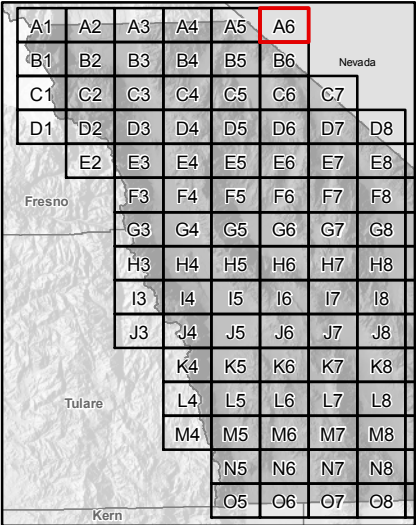 A1 A2 A3 A4 A5 A6
B1 B2 B3 B4 B5 B6
Nevada
C1 C2 C3 C4 C5 C6 C7
D1 D2 D3 D4 D5 D6 D7 D8
E2 E3 E4 E5 E6 E7 E8
F3 F4 F5 F6 F7 F8
Fresno
G3 G4 G5 G6 G7 G8
H3 H4 H5 H6 H7 H8
I3 I4 I5 I6 I7 I8
J3 J4 J5 J6 J7 J8
K4 K5 K6 K7 K8
L4 L5 L6 L7 L8
Tulare
M4 M5 M6 M7 M8
N5 N6 N7 N8
O5 O6 O7 O8
Kern